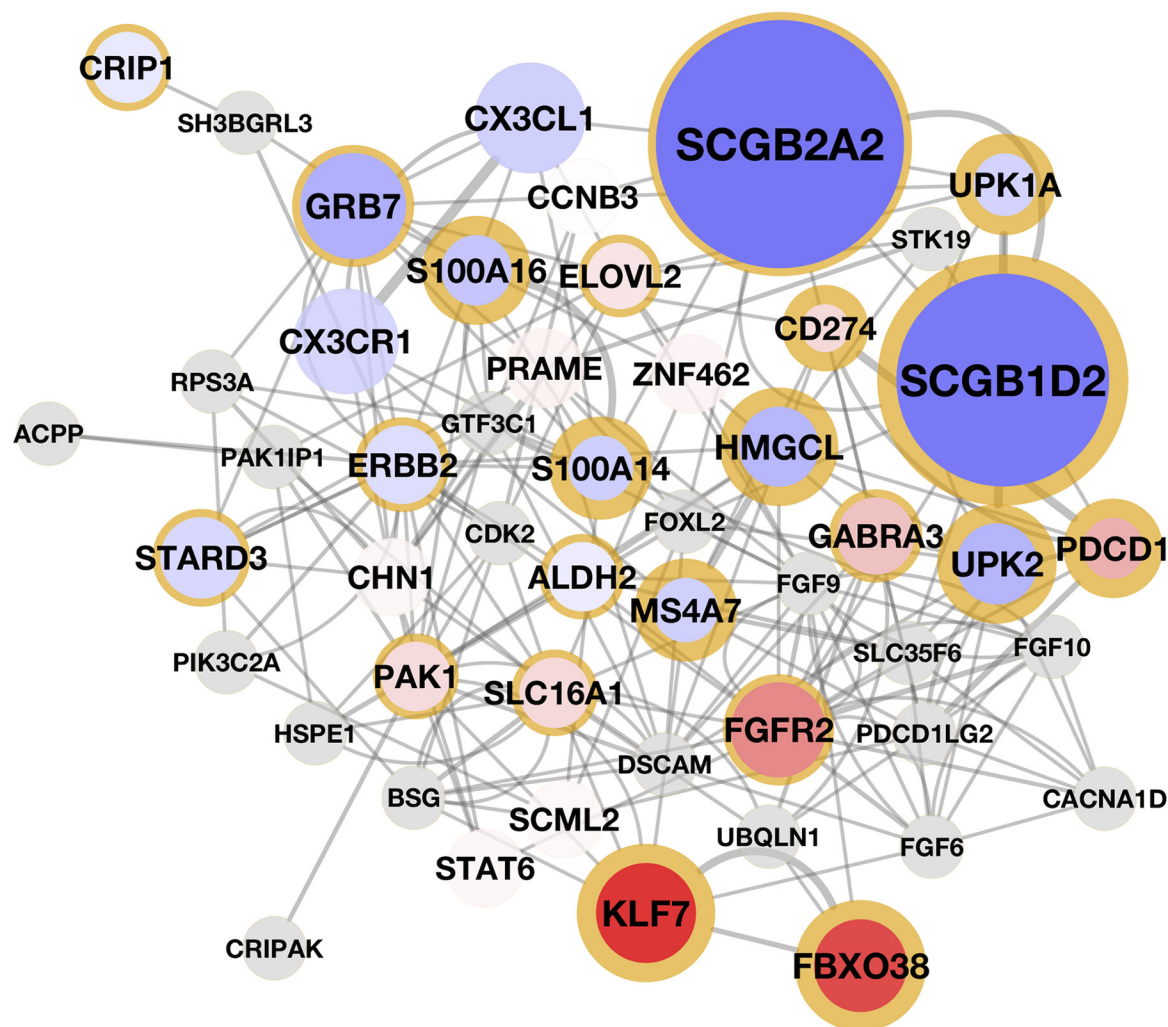 CRIP1
SH3BGRL3
CX3CL1
SCGB2A2
CCNB3
UPK1A
GRB7
STK19
S100A16
ELOVL2
CD274
CX3CR1
PRAME
ZNF462
RPS3A
SCGB1D2
GTF3C1
ACPP
PAK1IP1
ERBB2
S100A14
HMGCL
FOXL2
CDK2
GABRA3
PDCD1
STARD3
CHN1
ALDH2
FGF9
UPK2
MS4A7
PIK3C2A
SLC35F6
FGF10
PAK1
SLC16A1
HSPE1
FGFR2
PDCD1LG2
DSCAM
BSG
CACNA1D
SCML2
UBQLN1
FGF6
STAT6
KLF7
CRIPAK
FBXO38